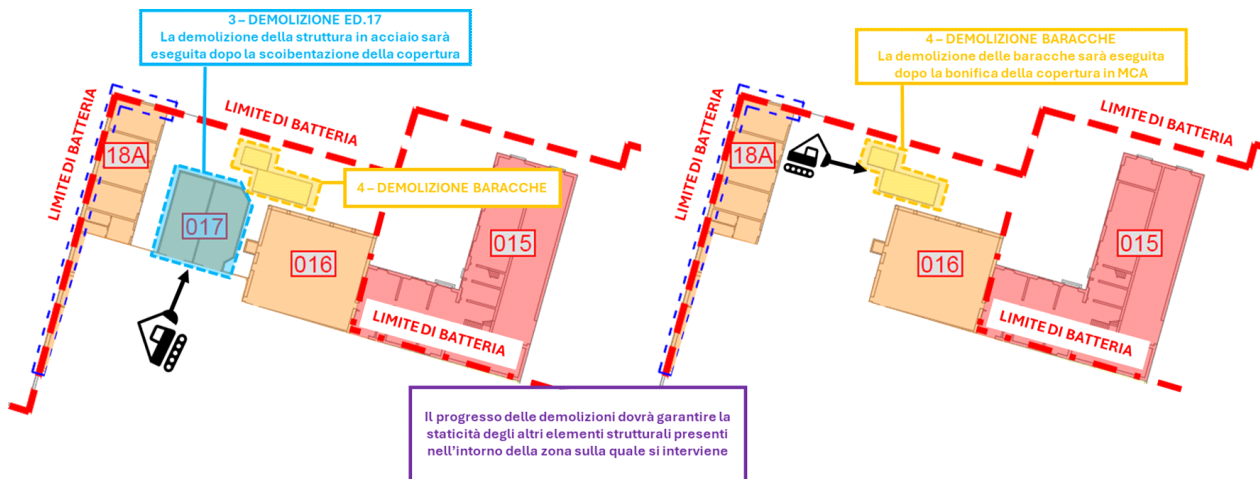 3 – DEMOLIZIONE ED.17
La demolizione della struttura in acciaio sarà
eseguita dopo la scoibentazione della copertura
4 – DEMOLIZIONE BARACCHE
La demolizione delle baracche sarà eseguita
dopo la bonifica della copertura in MCA
LIMITE DI BATTERIA
LIMITE DI BATTERIA
18A
017
4 – DEMOLIZIONE BARACCHE
016
015
LIMITE DI BATTERIA
LIMITE DI BATTERIA
LIMITE DI BATTERIA
18A
016
015
LIMITE DI BATTERIA
Il progresso delle demolizioni dovrà garantire la
staticità degli altri elementi strutturali presenti
nell'intorno della zona sulla quale si interviene